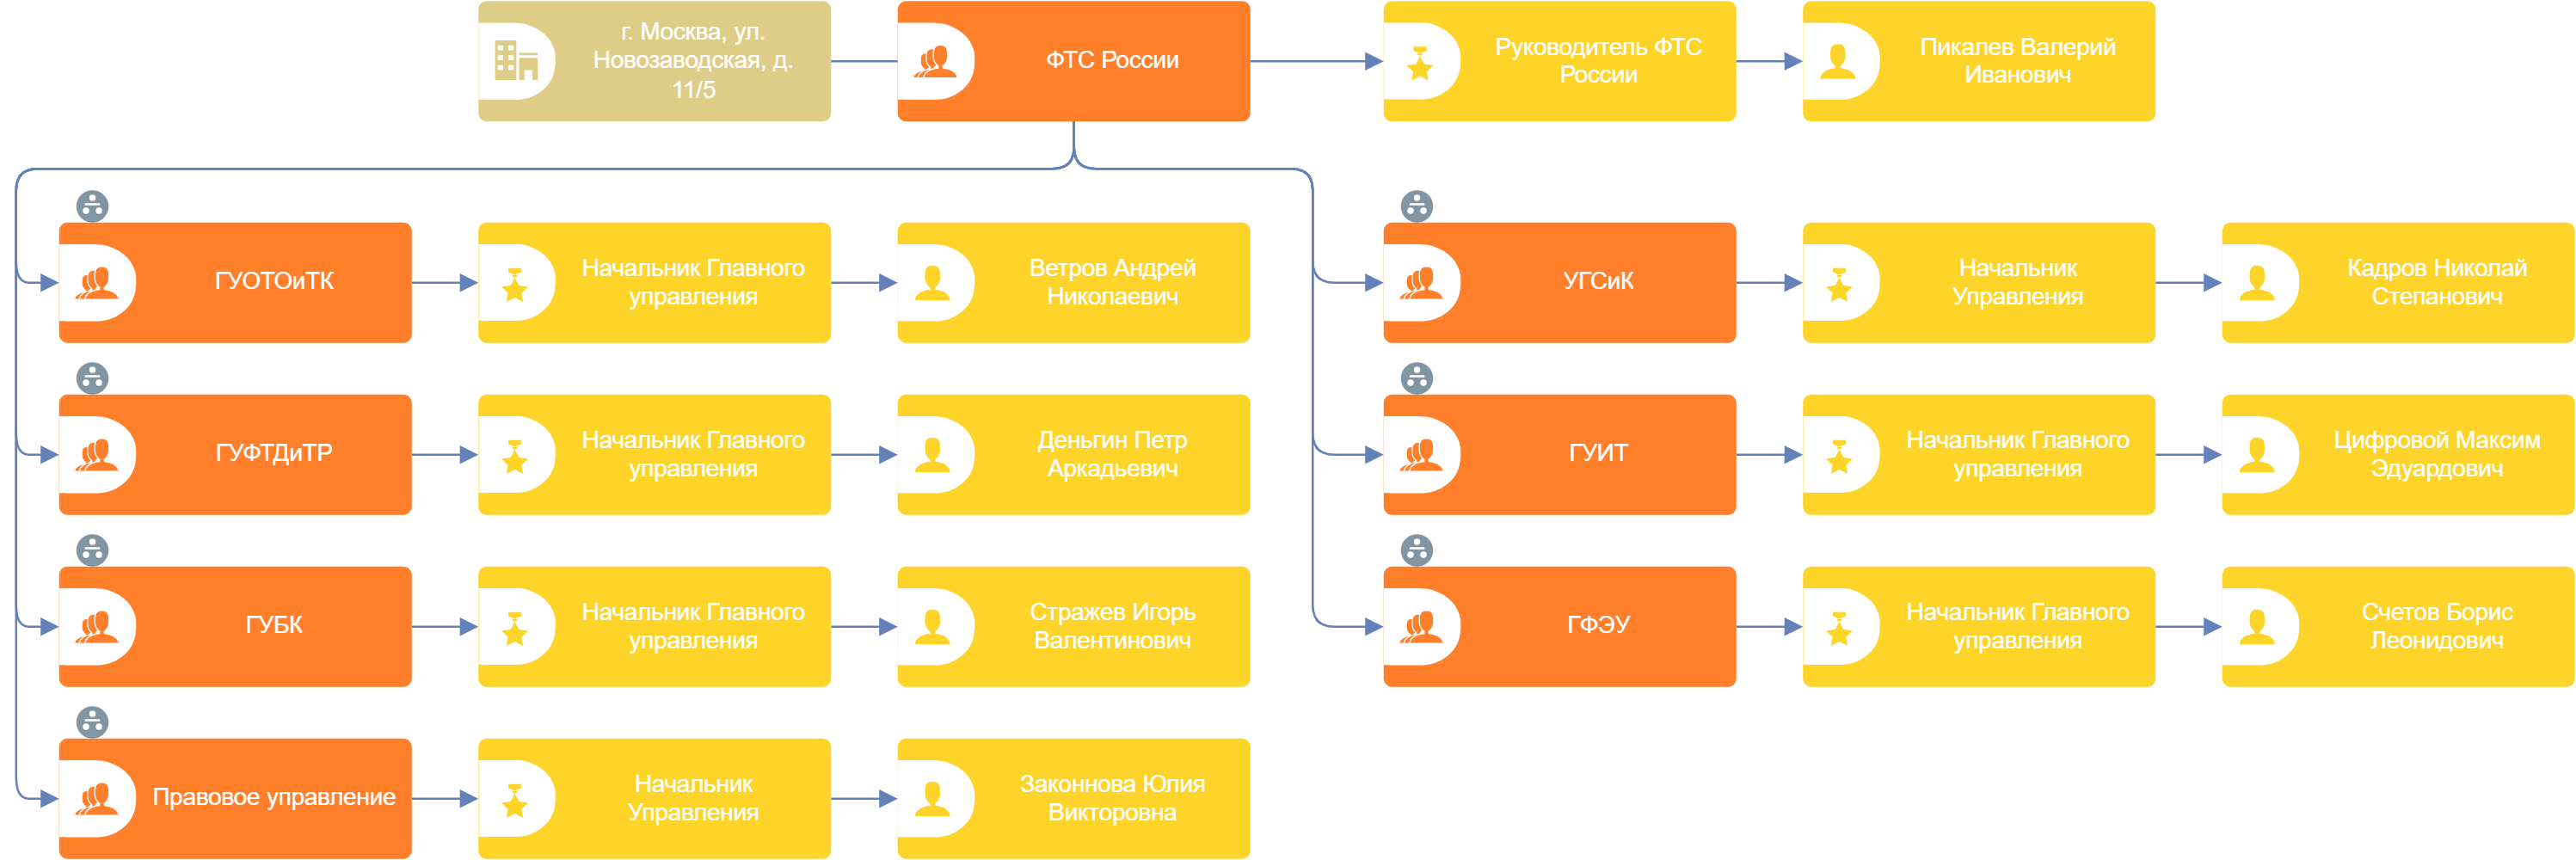 г. Москва, ул.
Новозаводская, д.
11/5
ФТС России
Руководитель ФТС
России
Пикалев Валерий
Иванович
ГУОТОиТК
Начальник Главного
управления
Ветров Андрей
Николаевич
УГСиК
Начальник
Управления
Кадров Николай
Степанович
ГУФТДиТР
Начальник Главного
управления
Деньгин Петр
Аркадьевич
ГУИТ
Начальник Главного
управления
Цифровой Максим
Эдуардович
ГУБК
Начальник Главного
управления
Стражев Игорь
Валентинович
ГФЭУ
Начальник Главного
управления
Счетов Борис
Леонидович
Правовое управление
Начальник
Управления
Законнова Юлия
Викторовна